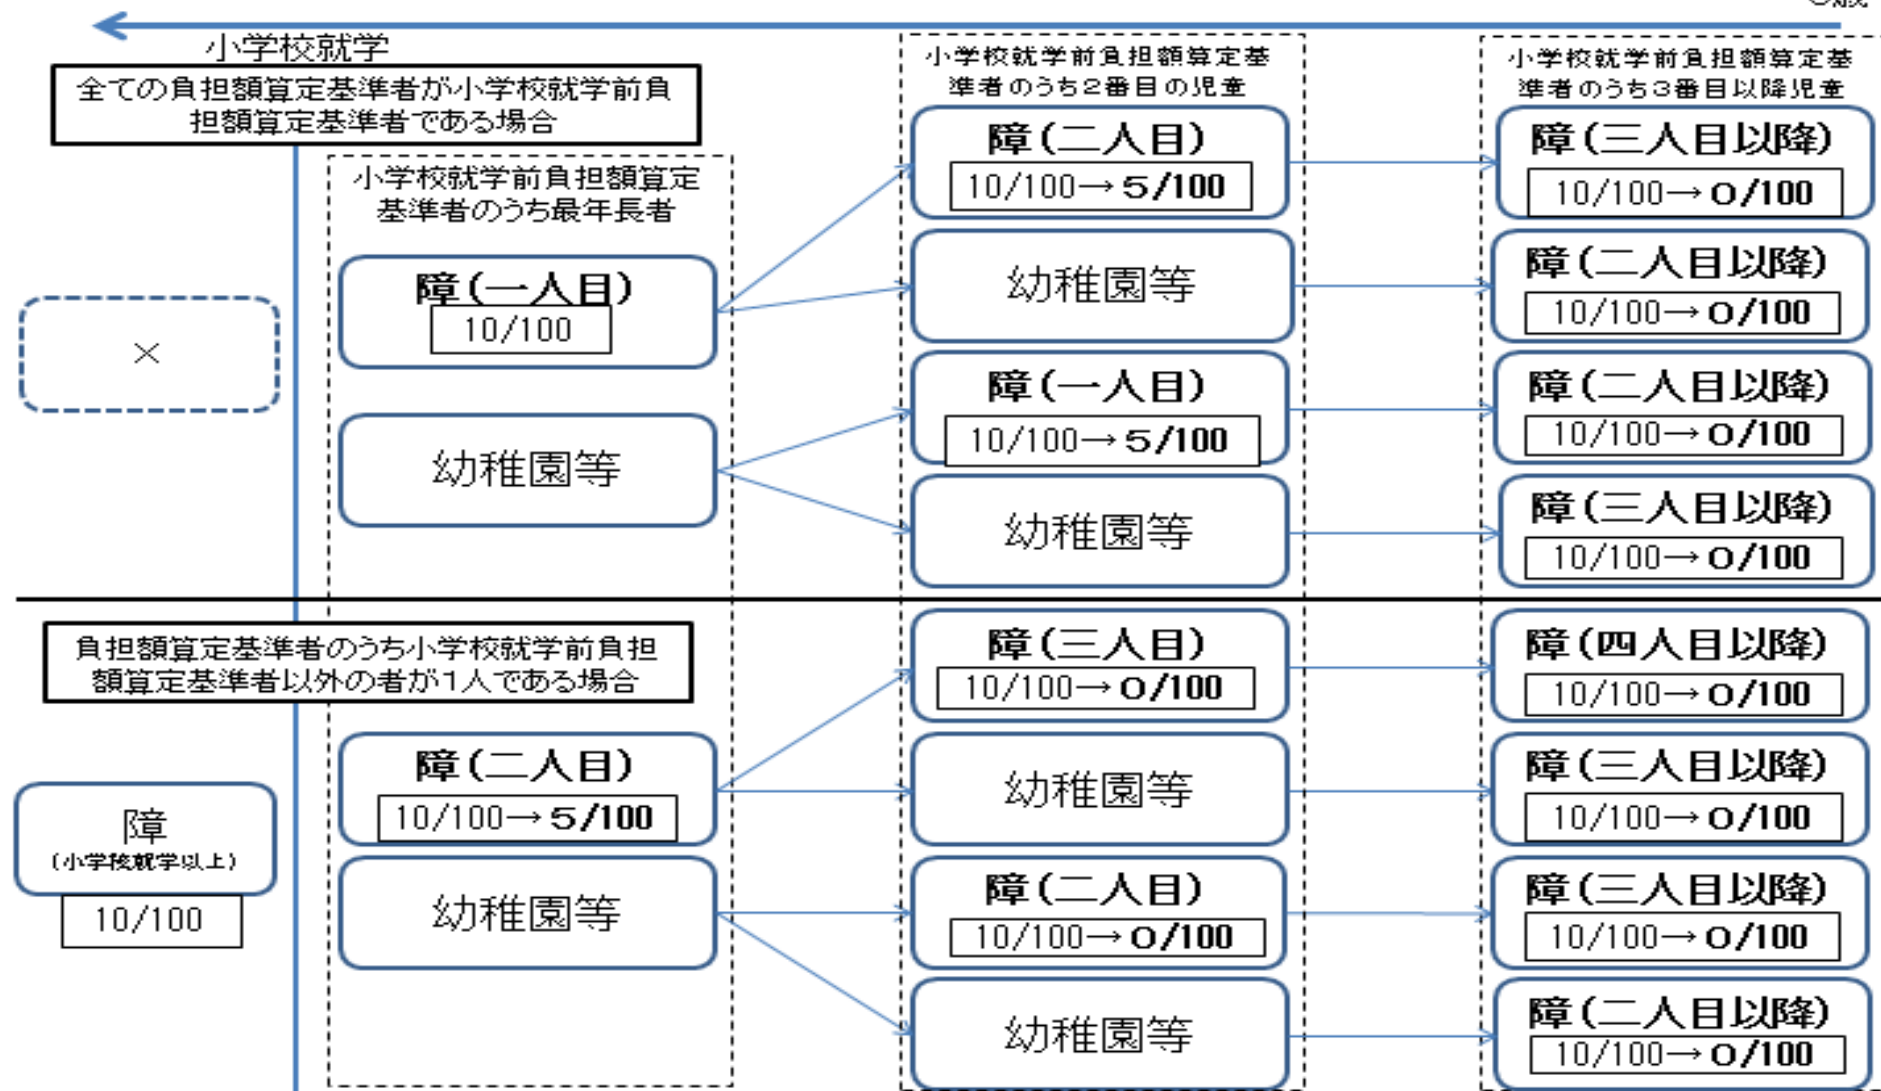 小学校就学
全ての負担額算定基準者が小学校就学前負
担額算定基準者である場合
小学校就学前負担額算定
基準者のうち最年長者
小学校就学前負担額算定基
準者のうち2番目の児童
小学校就学前負担額算定基
準者のうち3番目以降児童
×
障(一人目)
10/100
幼稚園等
障(二人目)
10/100→5/100
幼稚園等
障(一人目)
10/100→5/100
幼稚園等
障(三人目以降)
10/100→0/100
障(二人目以降)
10/100→0/100
障(二人目以降)
10/100→0/100
障(三人目以降)
10/100→0/100
負担額算定基準者のうち小学校就学前負担
額算定基準者以外の者が1人である場合
障
(小学校就学以上)
10/100
障(二人目)
10/100→5/100
幼稚園等
障(三人目)
10/100→0/100
幼稚園等
障(二人目)
10/100→0/100
幼稚園等
障(四人目以降)
10/100→0/100
障(三人目以降)
10/100→0/100
障(三人目以降)
10/100→0/100
障(二人目以降)
10/100→0/100